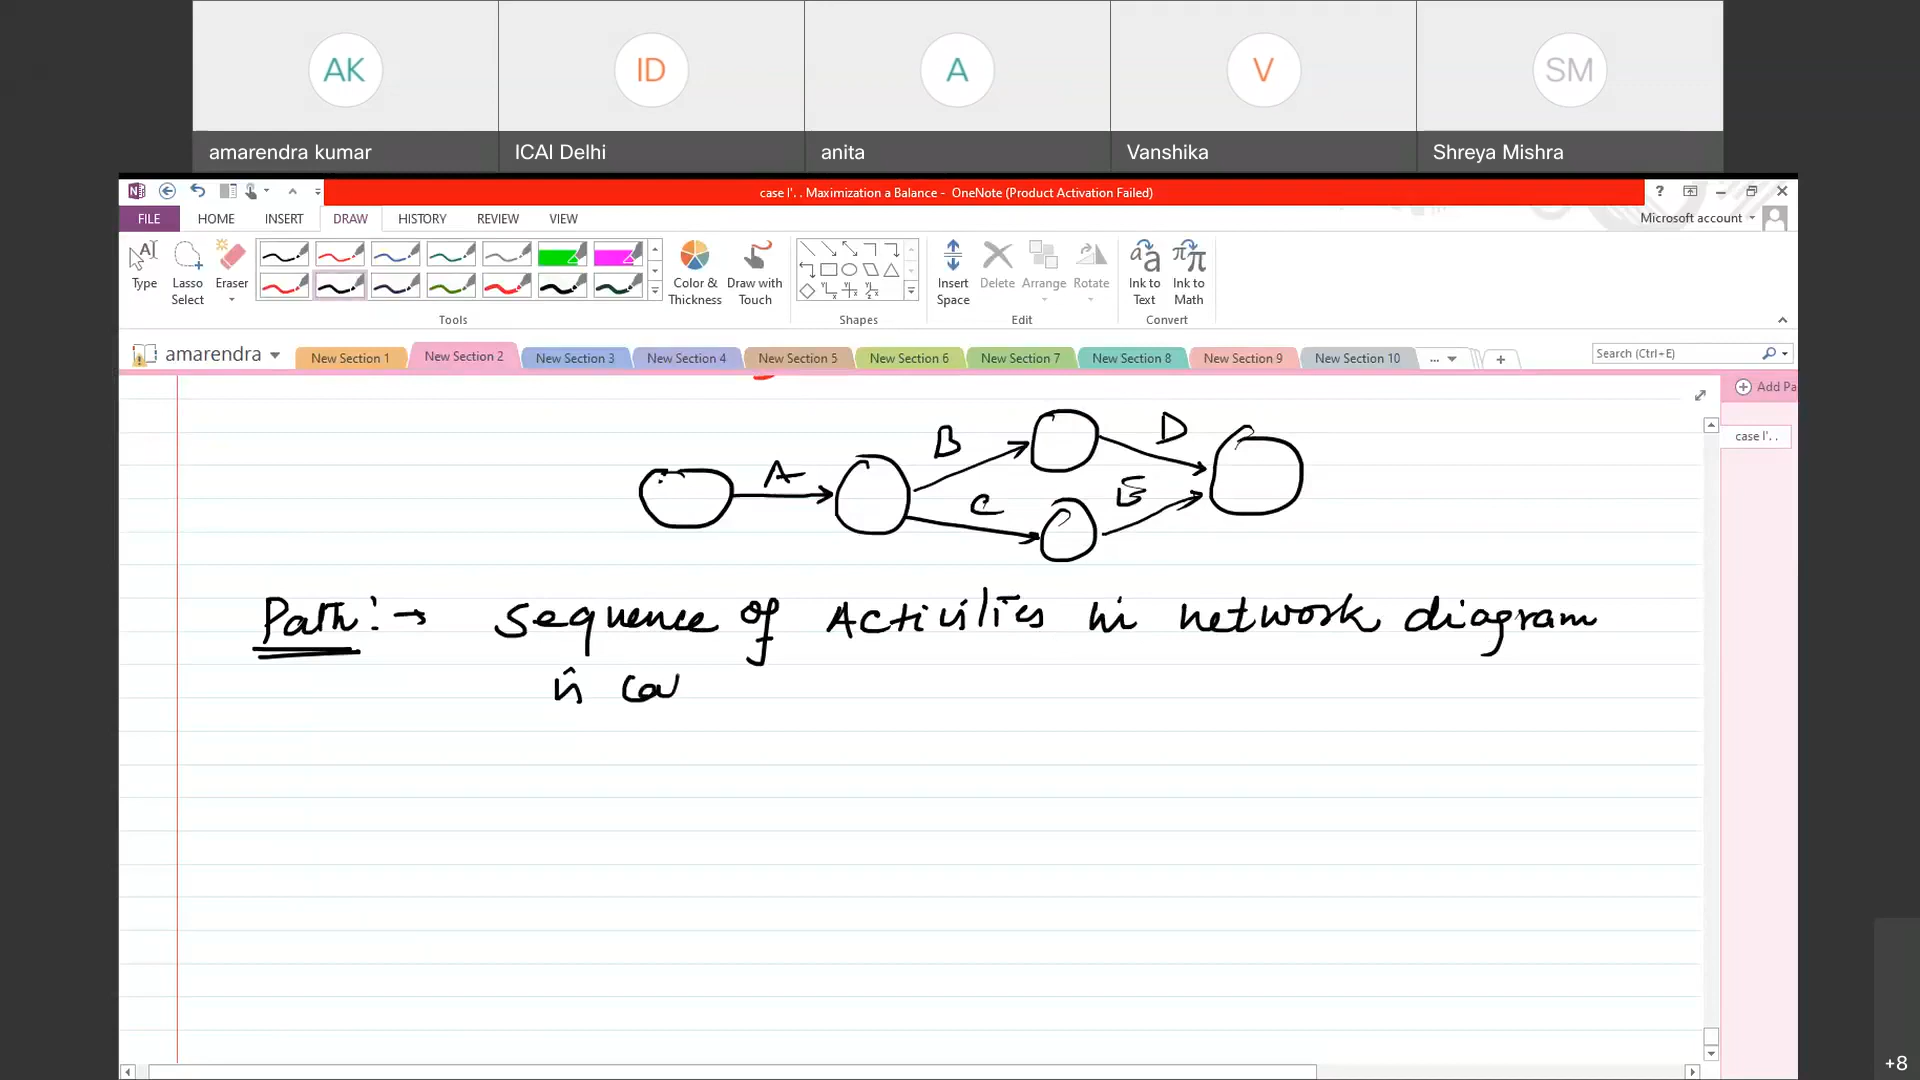 AK
ID
A
V
SM
amarendra kumar
ICAI Delhi
anita
Vanshika
Shreya Mishra
case I'. . Maximization a Balance - OneNote (Product Activation Failed)
?
FILE
HOME
INSERT
DRAW
HISTORY
REVIEW
VIEW
Microsoft account
Type
Lasso Select
Eraser
Color & Thickness
Draw with Touch
Insert Space
Delete
Arrange
Rotate
Ink to Text
Ink to Math
Tools
Shapes
Edit
Convert
amarendra
New Section 1
New Section 2
New Section 3
New Section 4
New Section 5
New Section 6
New Section 7
New Section 8
New Section 9
New Section 10
...
Search (Ctrl+E)
Add Pa
case I'. .
A
B
C
D
E
Path :→ Sequence of Activities in network diagram
is cal
+8